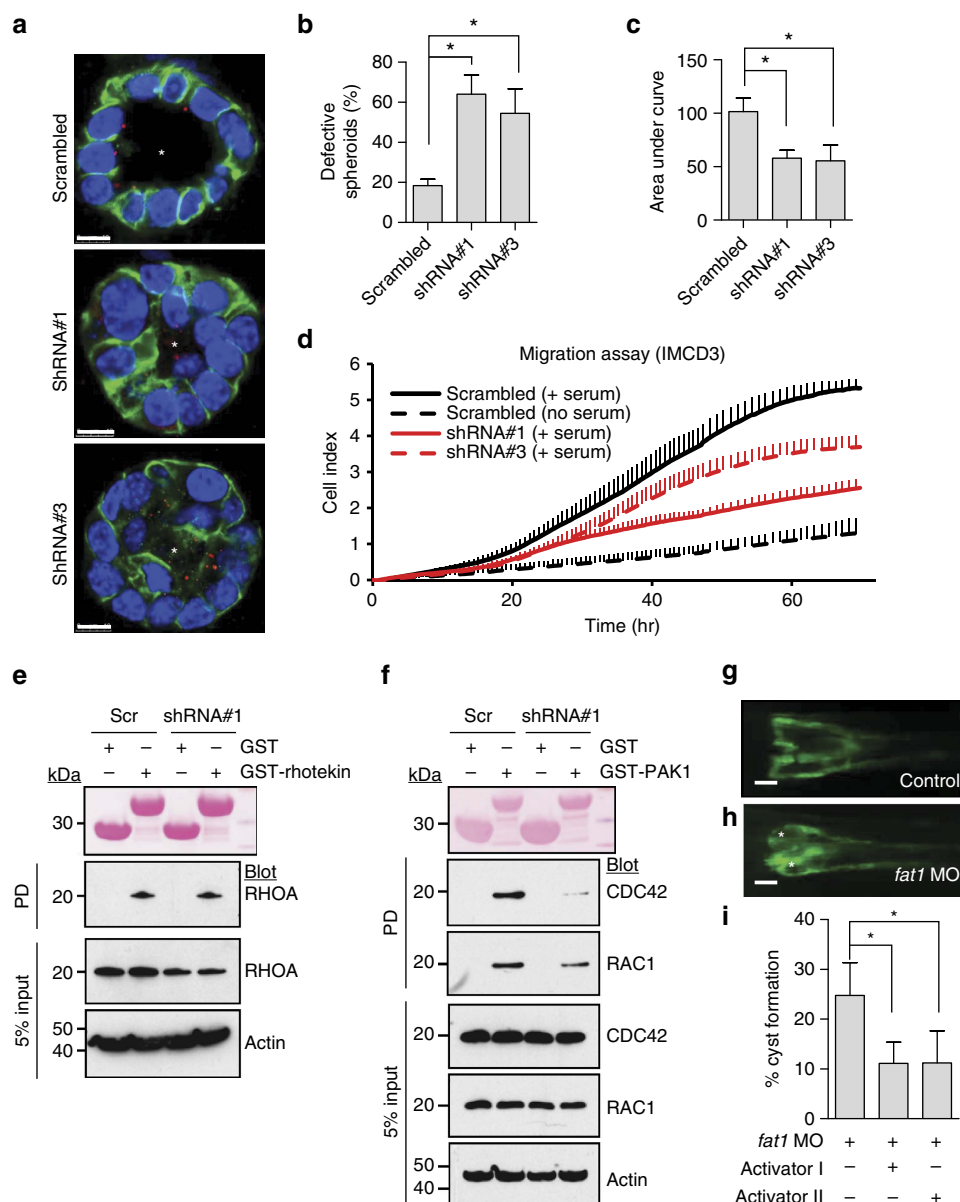 a
Scrambled
ShRNA#1
ShRNA#3
*
*
*
b
Defective
spheroids (%)
80
60
40
20
0
*
*
Scrambled
shRNA#1
shRNA#3
c
Area under curve
150
100
50
0
*
*
Scrambled
shRNA#1
shRNA#3
d
Migration assay (IMCD3)
Scrambled (+ serum)
Scrambled (no serum)
shRNA#1 (+ serum)
shRNA#3 (+ serum)
Cell index
6
5
4
3
2
1
0
0 20 40 60
Time (hr)
e
Scr shRNA#1
+ – + – GST
– + – + GST-rhotekin
kDa
30
Blot
PD
20 RHOA
5% input
20 RHOA
50
40
Actin
f
Scr shRNA#1
+ – + – GST
– + – + GST-PAK1
kDa
30
Blot
PD
20 CDC42
20 RAC1
5% input
20 CDC42
20 RAC1
50
40
Actin
g
Control
h
*
*
fat1 MO
i
% cyst formation
40
30
20
10
0
*
*
fat1 MO + + +
Activator I – + –
Activator II – – +